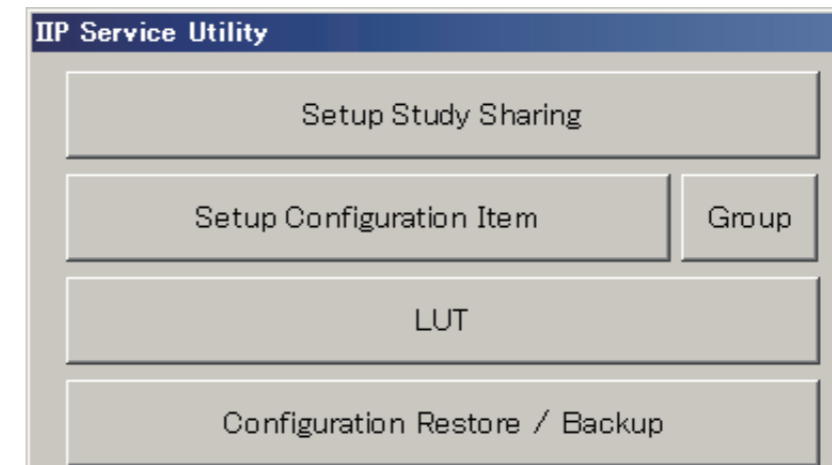 IIP Service Utility
Setup Study Sharing
Setup Configuration Item Group
LUT
Configuration Restore / Backup